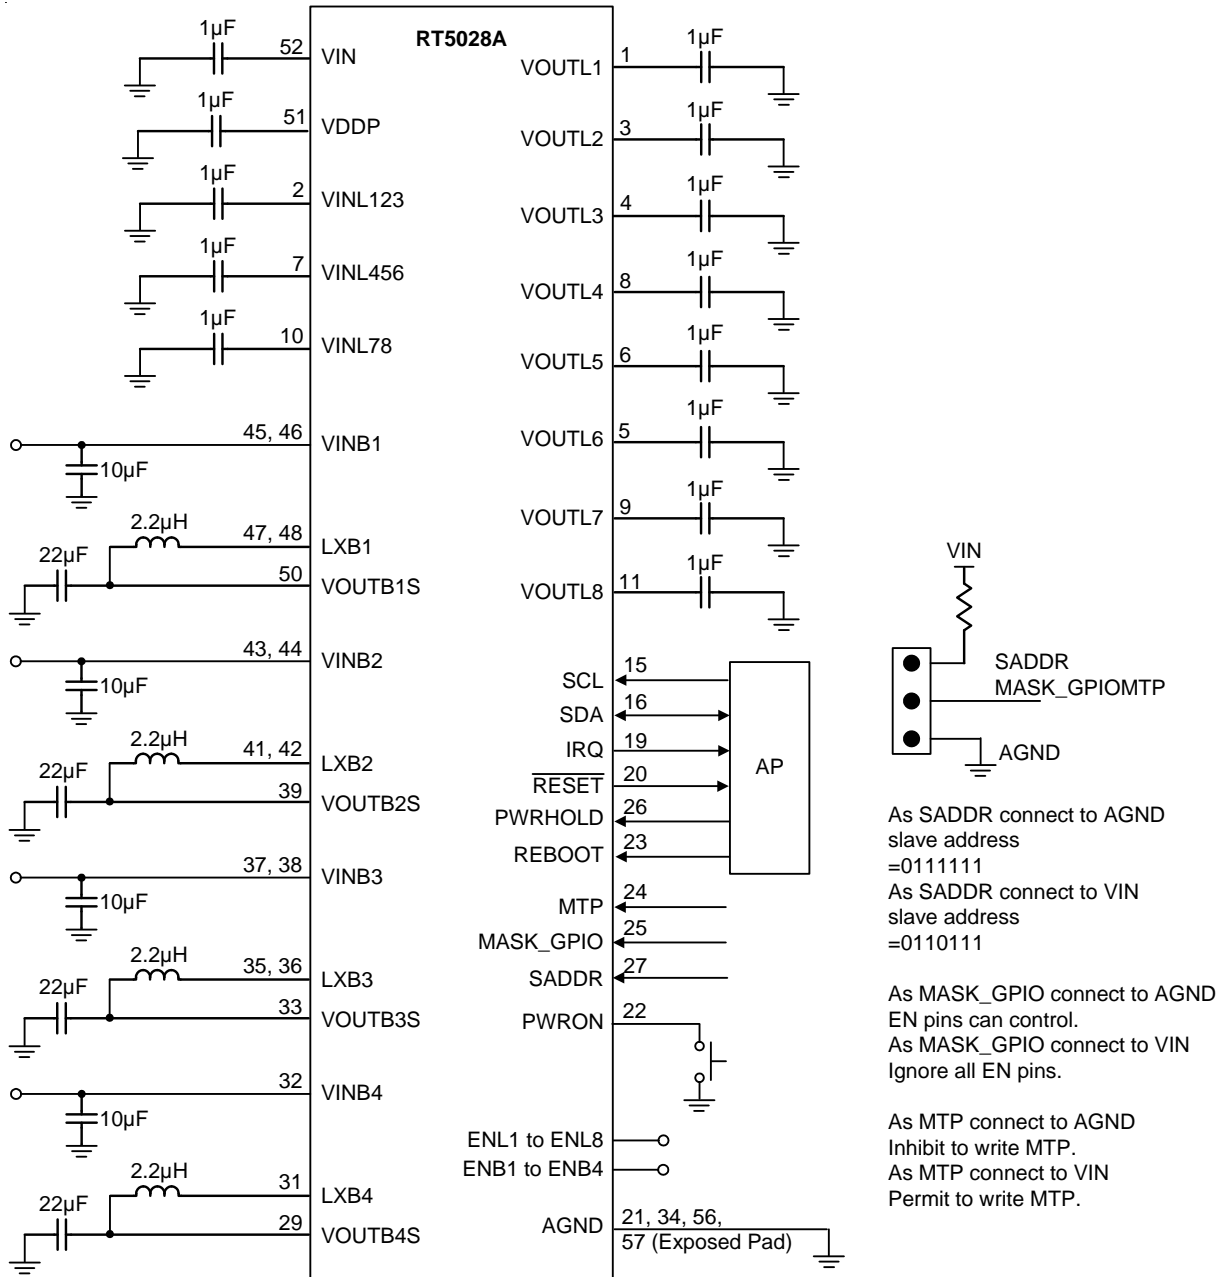 RT5028A
1µF
52
VIN
1µF
51
VDDP
1µF
2
VINL123
1µF
7
VINL456
1µF
10
VINL78
45, 46
VINB1
10µF
2.2µH
47, 48
LXB1
22µF
50
VOUTB1S
43, 44
VINB2
10µF
2.2µH
41, 42
LXB2
22µF
39
VOUTB2S
37, 38
VINB3
10µF
2.2µH
35, 36
LXB3
22µF
33
VOUTB3S
32
VINB4
10µF
2.2µH
31
LXB4
22µF
29
VOUTB4S
VOUTL1
1
1µF
VOUTL2
3
1µF
VOUTL3
4
1µF
VOUTL4
8
1µF
VOUTL5
6
1µF
VOUTL6
5
1µF
VOUTL7
9
1µF
VOUTL8
11
1µF
SCL
15
SDA
16
IRQ
19
RESET
20
PWRHOLD
26
REBOOT
23
AP
MTP
24
MASK_GPIO
25
SADDR
27
PWRON
22
ENL1 to ENL8
ENB1 to ENB4
AGND
21, 34, 56,
57 (Exposed Pad)
VIN
SADDR
MASK_GPIOMTP
AGND
As SADDR connect to AGND
slave address
=0111111
As SADDR connect to VIN
slave address
=0110111
As MASK_GPIO connect to AGND
EN pins can control.
As MASK_GPIO connect to VIN
Ignore all EN pins.
As MTP connect to AGND
Inhibit to write MTP.
As MTP connect to VIN
Permit to write MTP.